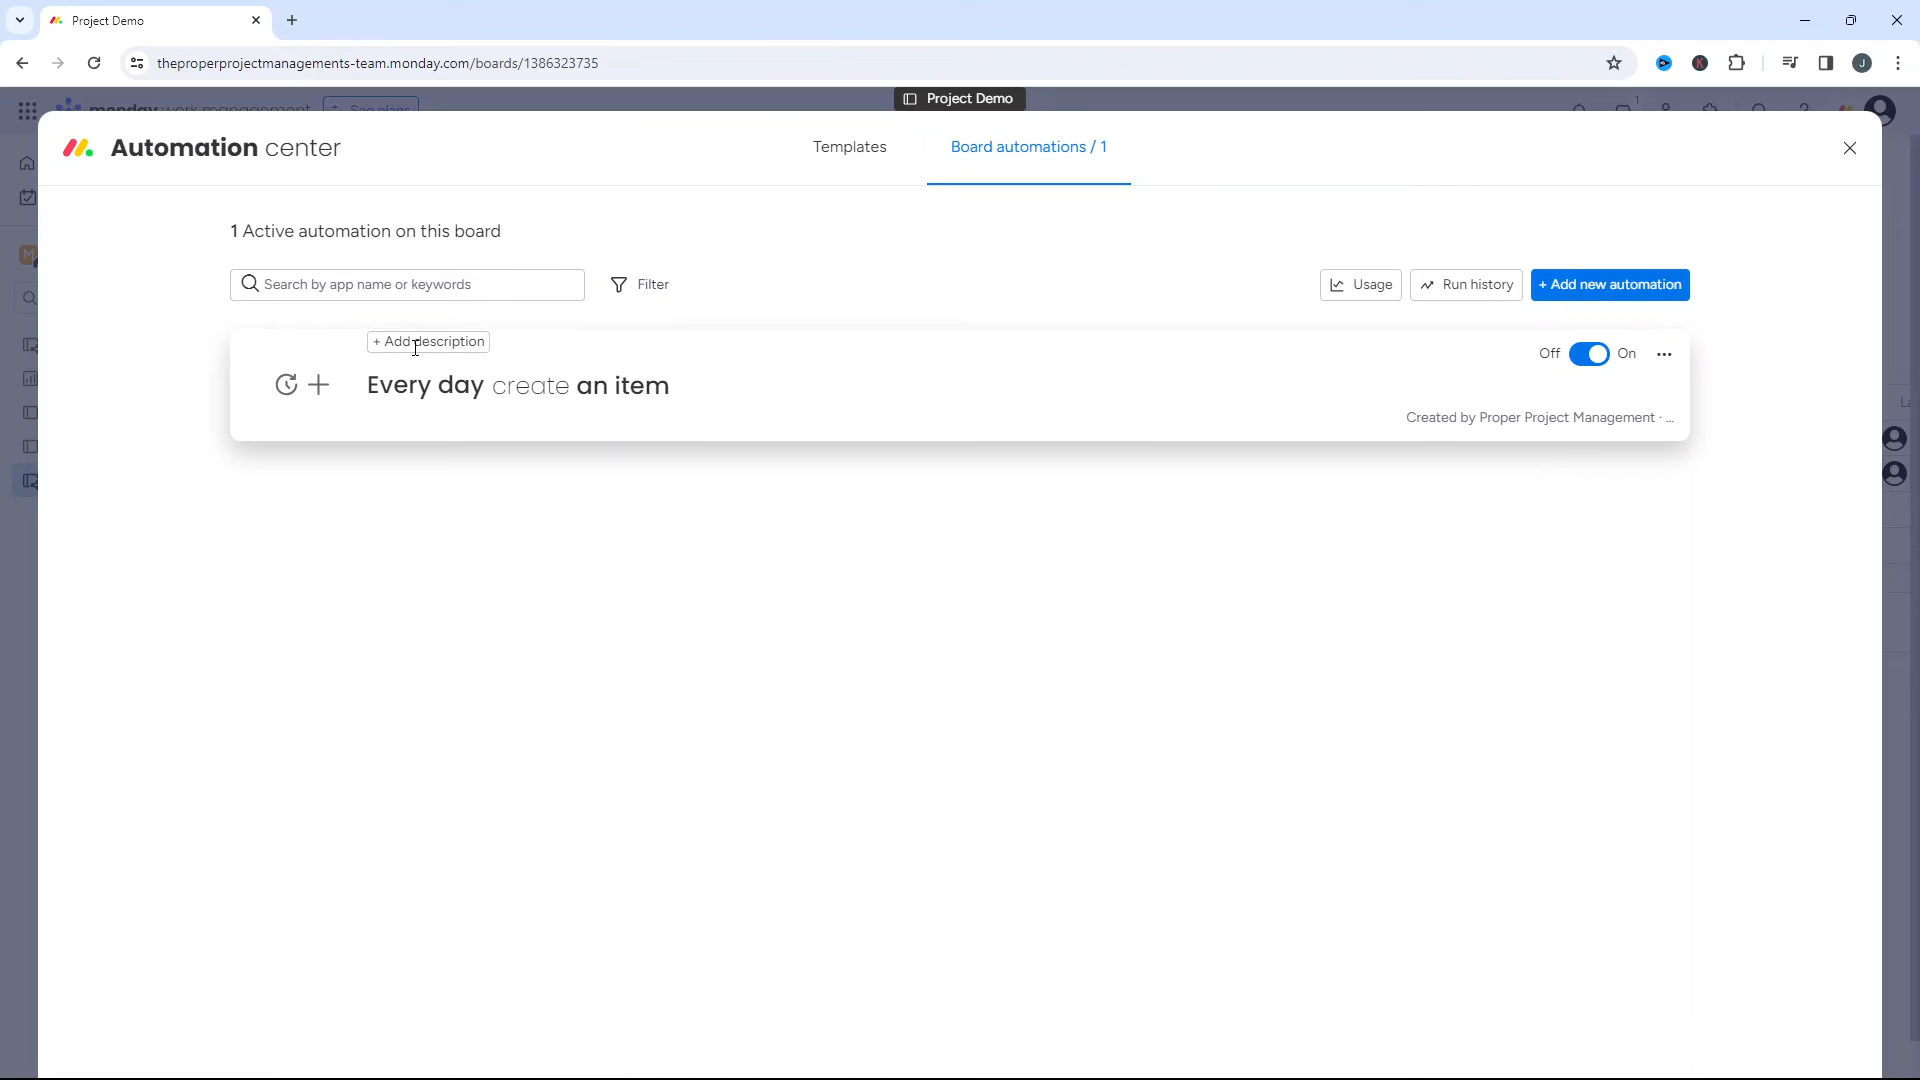 Project Demo
theproperprojectmanagements-team.monday.com/boards/1386323735
monday work management
See plans
1
Project Demo
Automation center
Templates
Board automations / 1
1 Active automation on this board
Search by app name or keywords
Filter
Usage
Run history
+ Add new automation
+ Add description
Off
On
Every day create an item
Created by Proper Project Management · ...
M
K
J